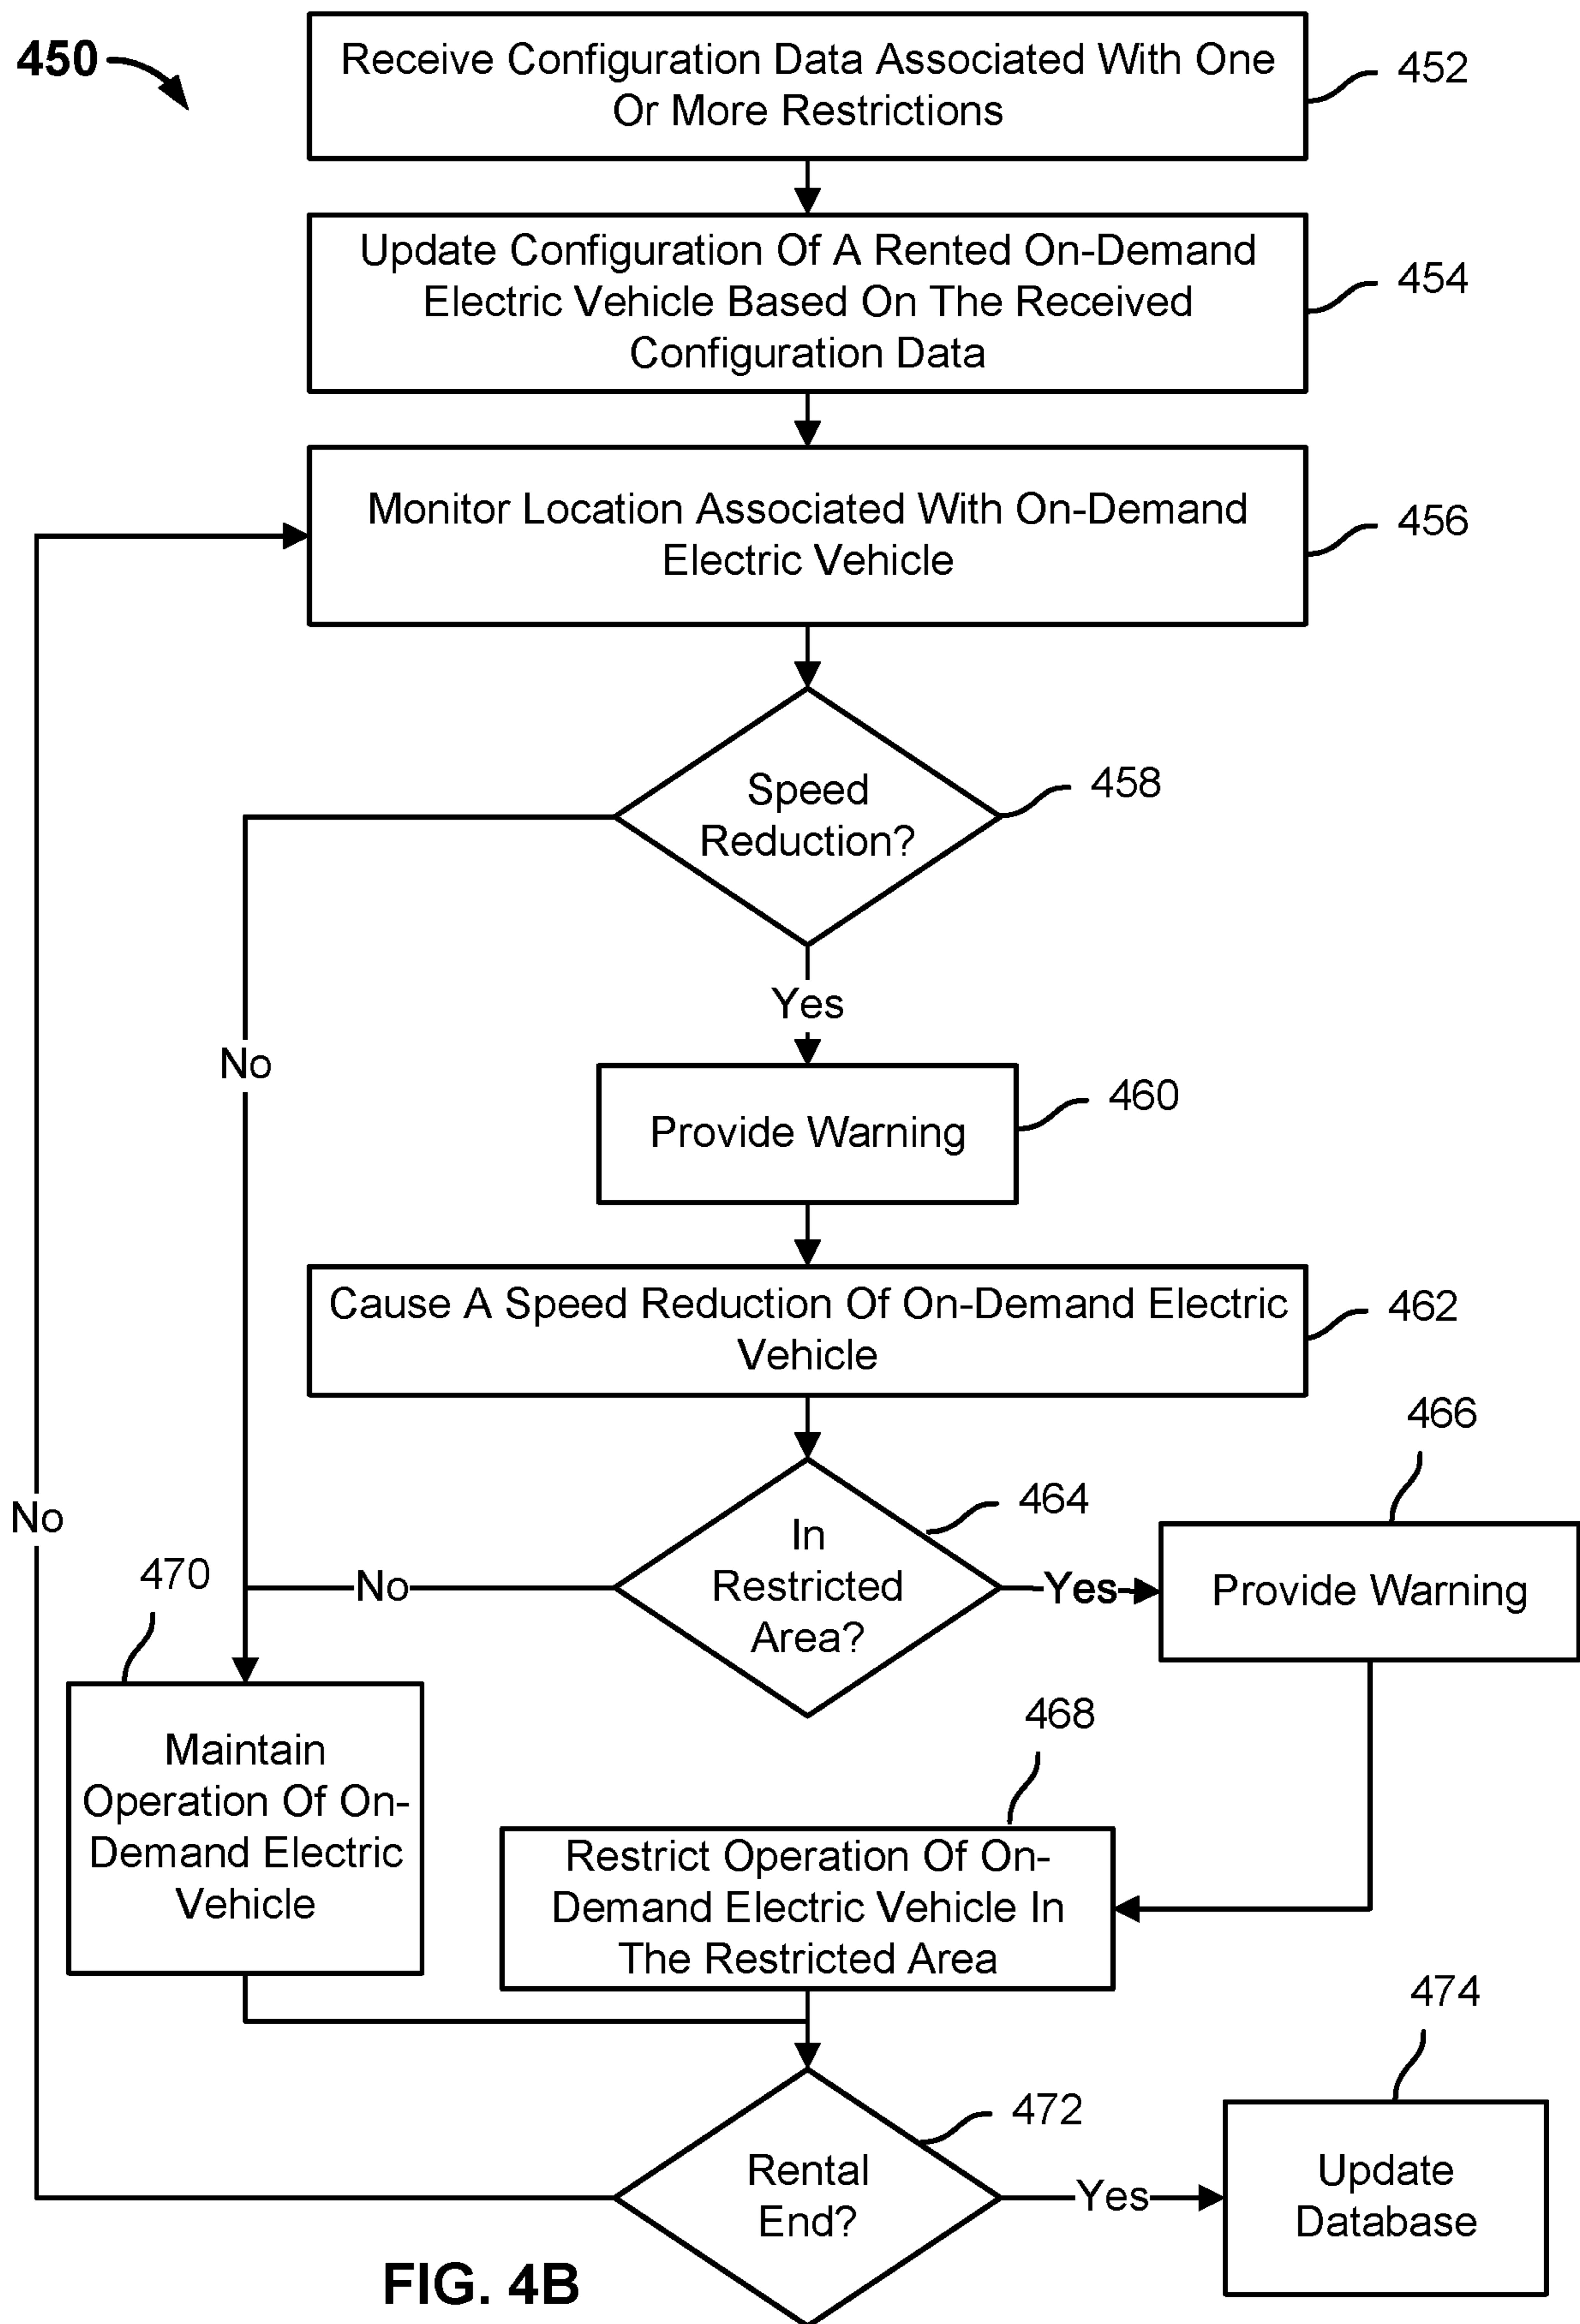 450
Receive Configuration Data Associated With One
Or More Restrictions
452
Update Configuration Of A Rented On-Demand
Electric Vehicle Based On The Received
Configuration Data
454
Monitor Location Associated With On-Demand
Electric Vehicle
456
Speed
Reduction?
458
Yes
No
Provide Warning
460
Cause A Speed Reduction Of On-Demand Electric
Vehicle
462
In
Restricted
Area?
464
Yes
466
Provide Warning
No
No
470
Maintain
Operation Of On-
Demand Electric
Vehicle
468
Restrict Operation Of On-
Demand Electric Vehicle In
The Restricted Area
Rental
End?
472
Yes
474
Update
Database
FIG. 4B